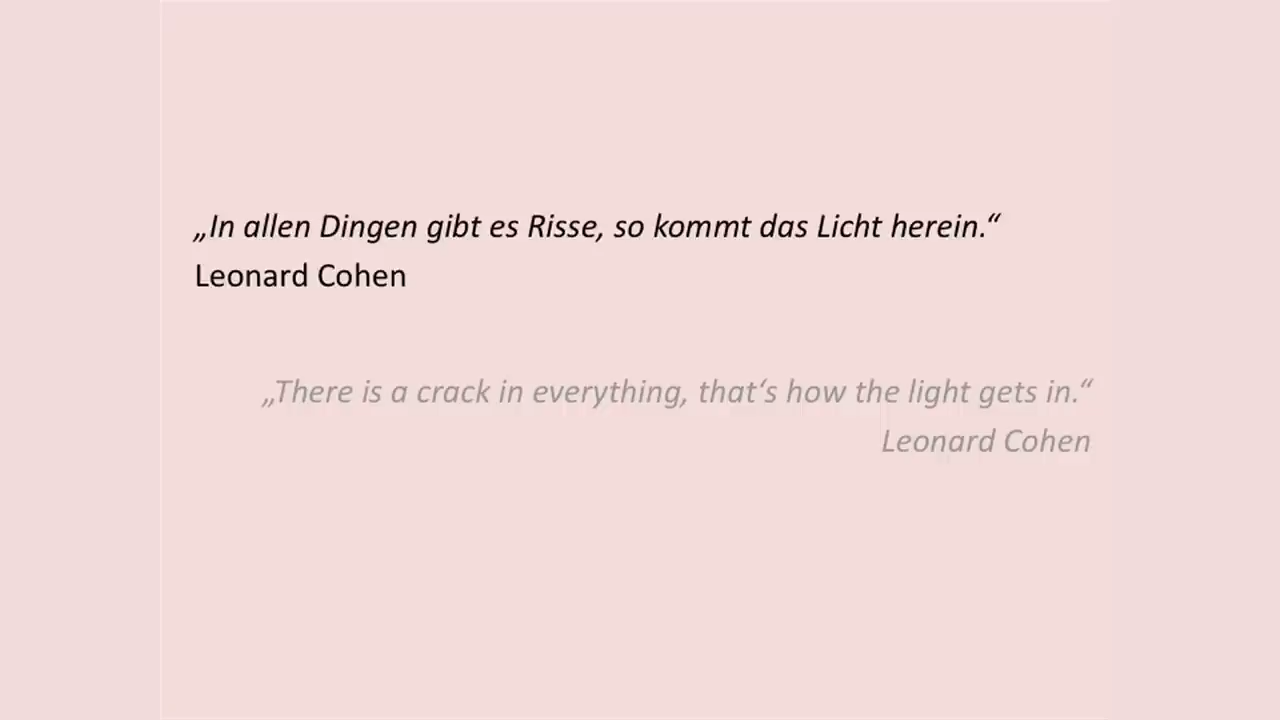 „In allen Dingen gibt es Risse, so kommt das Licht herein.“
Leonard Cohen
„There is a crack in everything, that‘s how the light gets in.“
Leonard Cohen